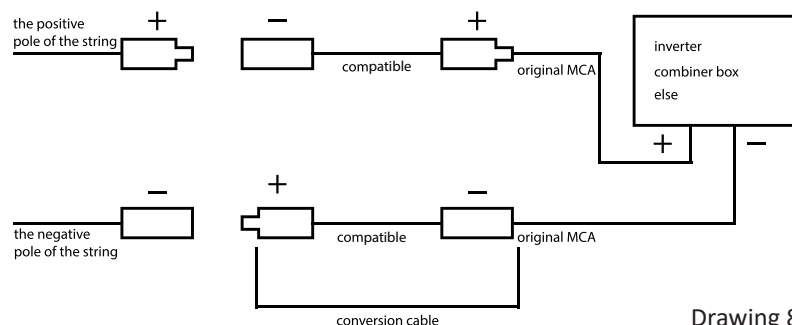 the positive
pole of the string
+
−
+
compatible
original MCA
inverter
combiner box
else
+
−
−
+
−
the negative
pole of the string
compatible
original MCA
conversion cable
Drawing 8